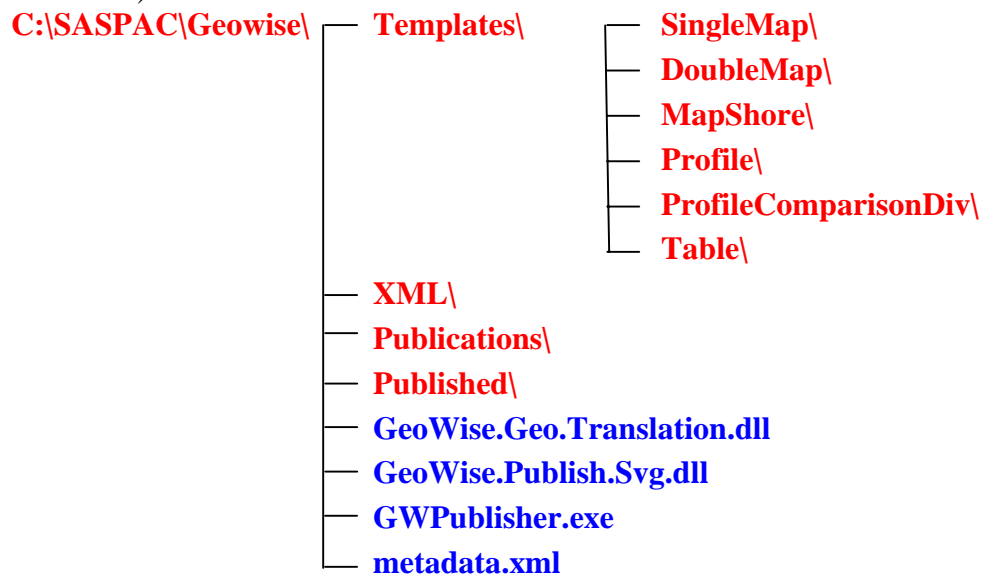 C:\SASPAC\Geowise\ Templates\ SingleMap\
DoubleMap\
MapShore\
Profile\
ProfileComparisonDiv\
Table\
XML\
Publications\
Published\
GeoWise.Geo.Translation.dll
GeoWise.Publish.Svg.dll
GWPublisher.exe
metadata.xml